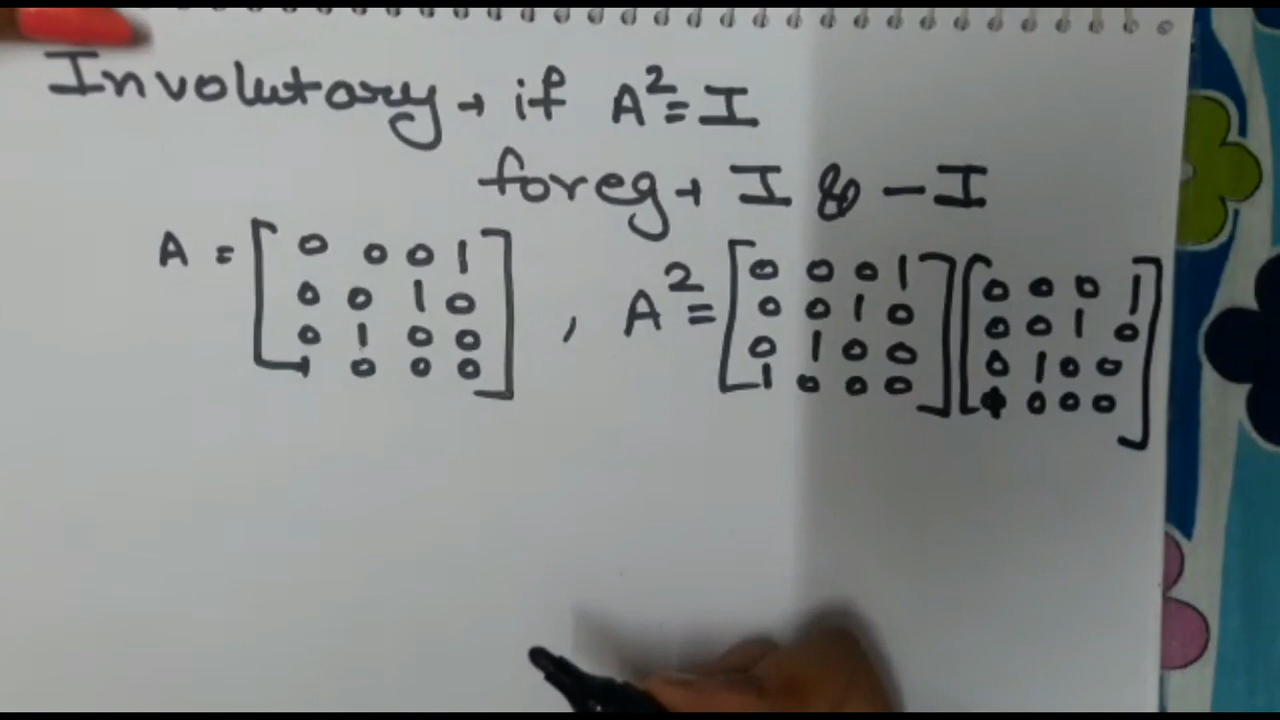 Involutory → if A²=I
for eg → I & -I
A = [0 0 0 1
0 0 1 0
0 1 0 0
1 0 0 0] , A² = [0 0 0 1
0 0 1 0
0 1 0 0
1 0 0 0] [0 0 0 1
0 0 1 0
0 1 0 0
1 0 0 0]